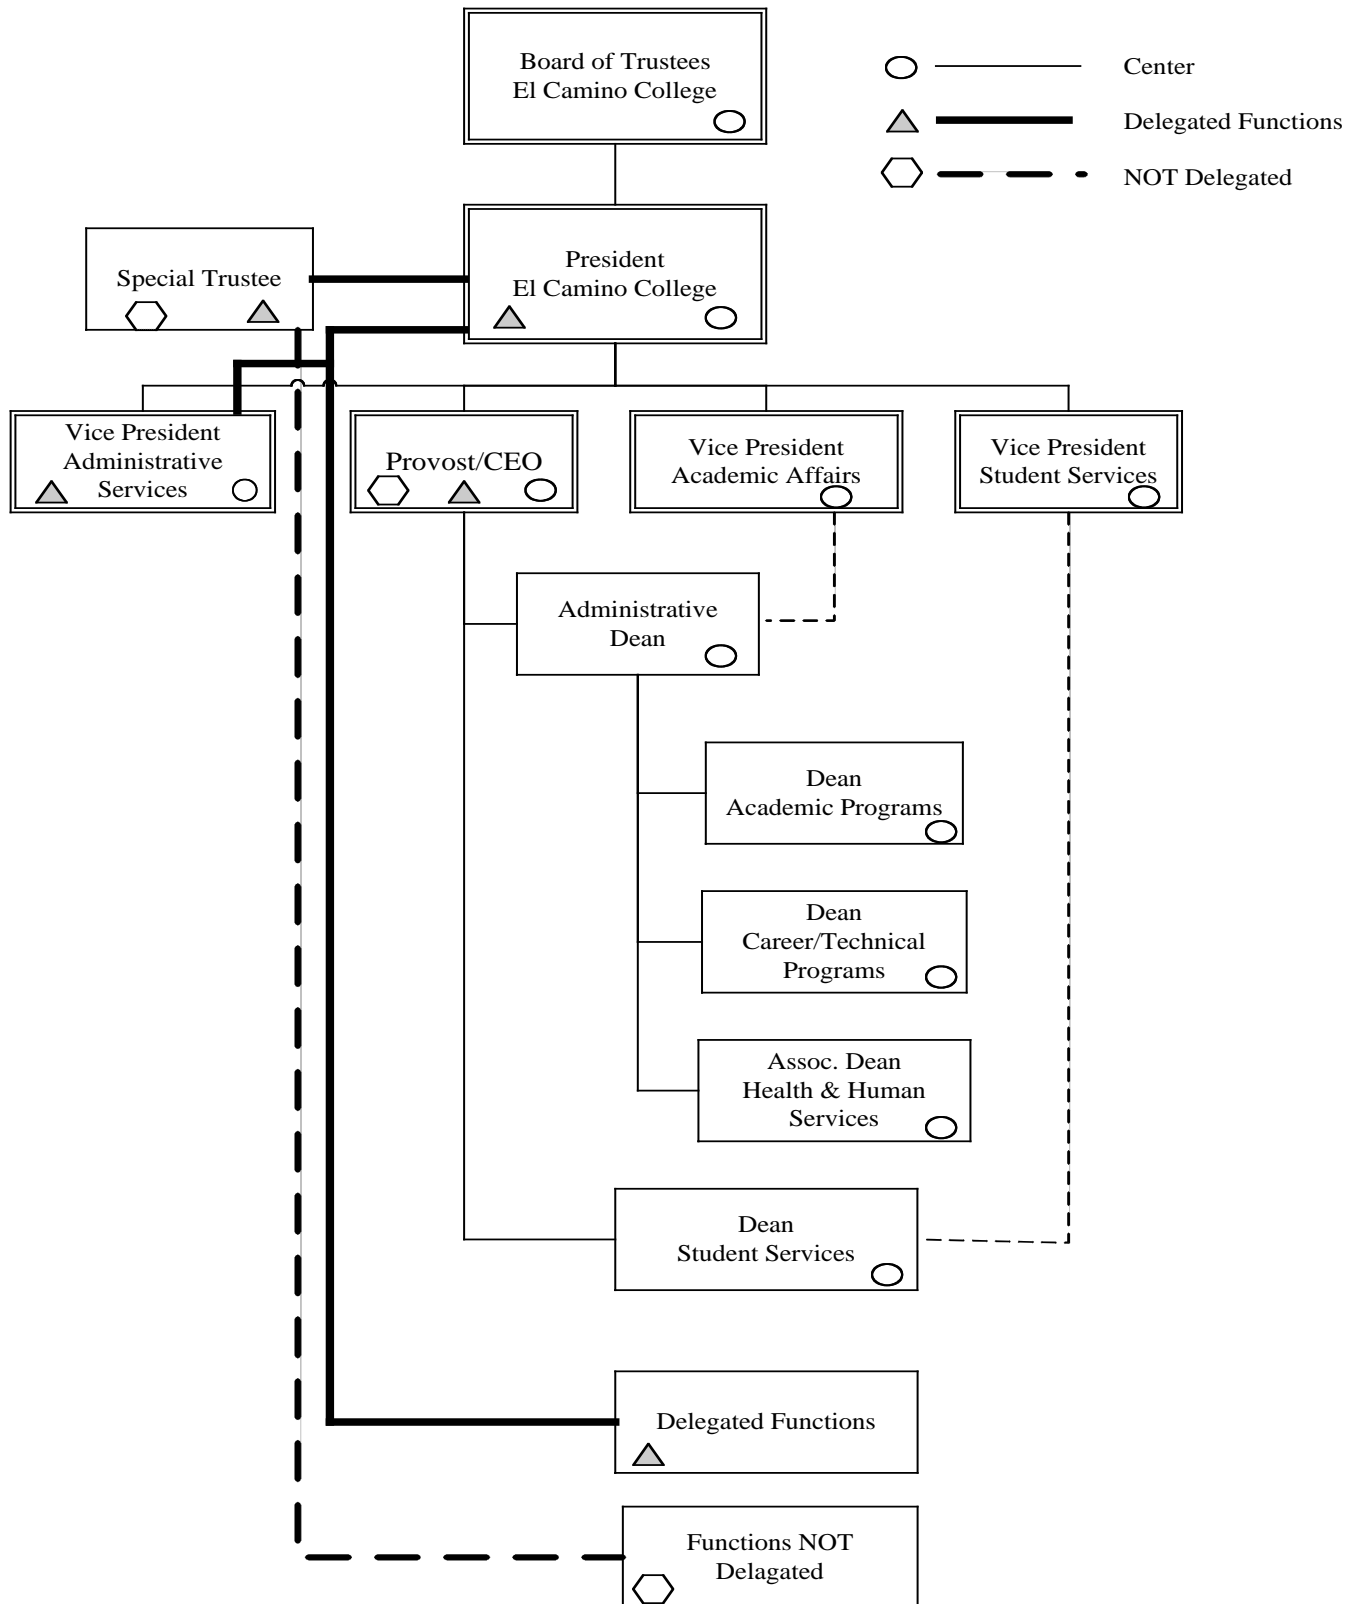 Board of Trustees
El Camino College
Center
Delegated Functions
NOT Delegated
President
El Camino College
Special Trustee
Vice President
Administrative
Services
Provost/CEO
Vice President
Academic Affairs
Vice President
Student Services
Administrative
Dean
Dean
Academic Programs
Dean
Career/Technical
Programs
Assoc. Dean
Health & Human
Services
Dean
Student Services
Delegated Functions
Functions NOT
Delagated